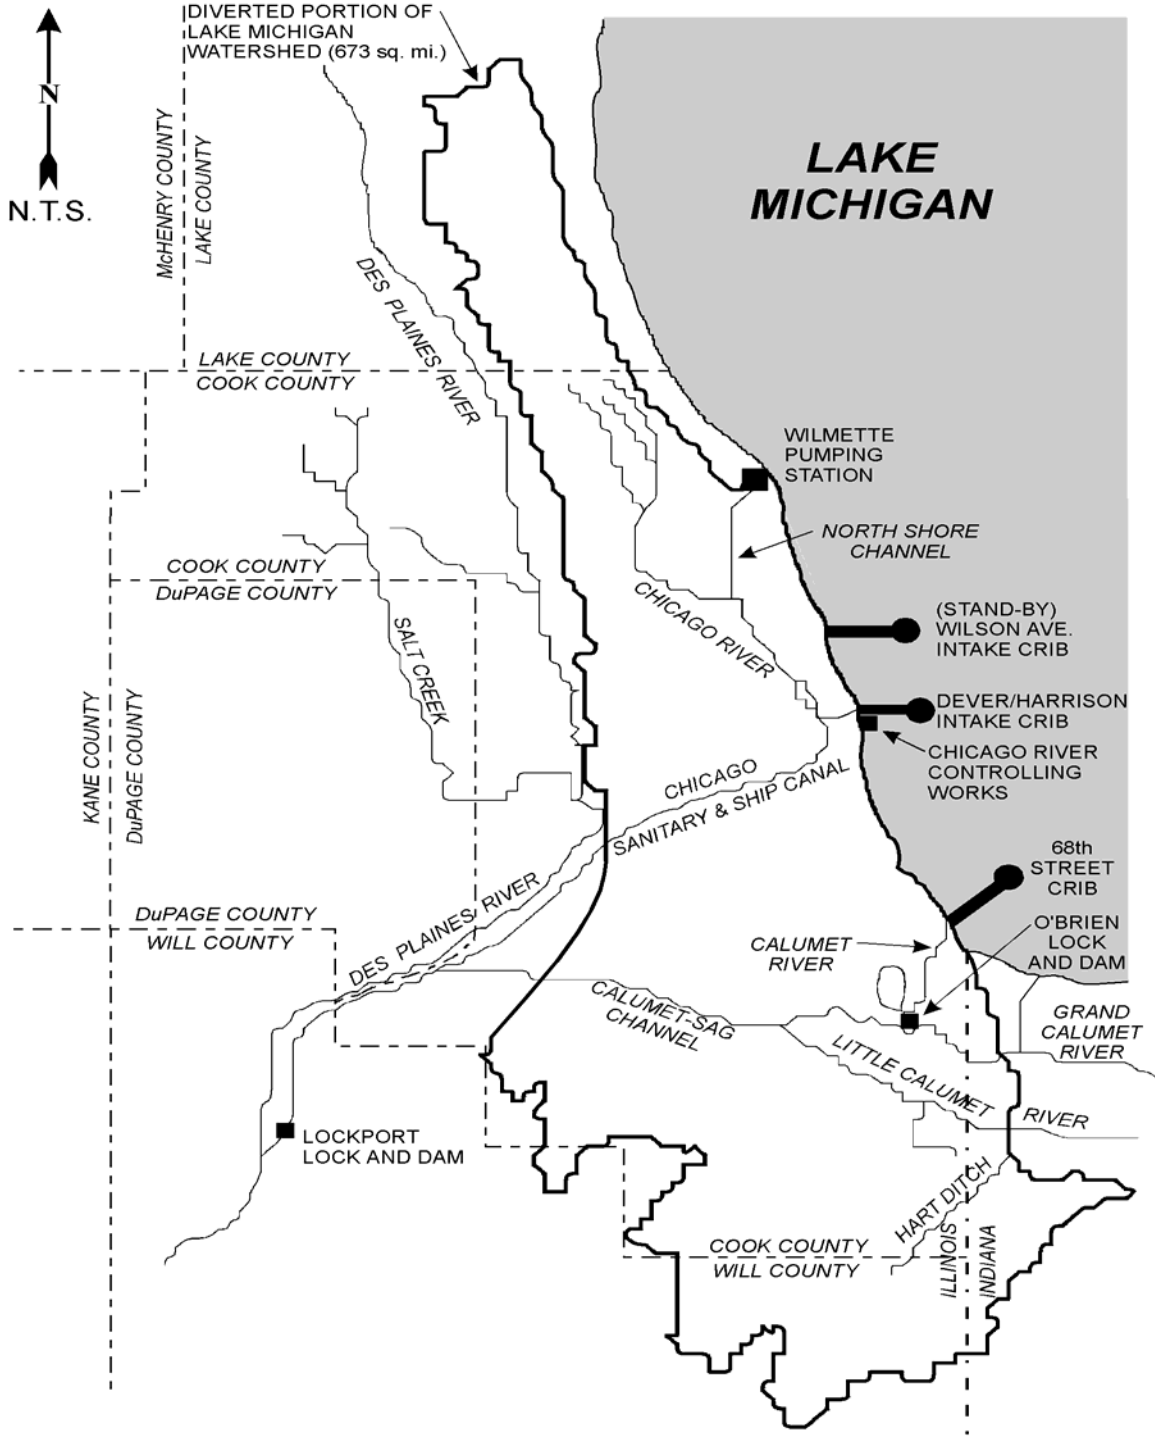 DIVERTED PORTION OF
LAKE MICHIGAN
WATERSHED (673 sq. mi.)
N
N.T.S.
McHENRY COUNTY
LAKE COUNTY
LAKE
MICHIGAN
DES PLAINES RIVER
LAKE COUNTY
COOK COUNTY
WILMETTE
PUMPING
STATION
NORTH SHORE
CHANNEL
COOK COUNTY
DuPAGE COUNTY
CHICAGO RIVER
(STAND-BY)
WILSON AVE.
INTAKE CRIB
SALT CREEK
KANE COUNTY
DuPAGE COUNTY
DEVER/HARRISON
INTAKE CRIB
CHICAGO RIVER
CONTROLLING
WORKS
CHICAGO
SANITARY & SHIP CANAL
68th
STREET
CRIB
DES PLAINES RIVER
DuPAGE COUNTY
WILL COUNTY
CALUMET
RIVER
O'BRIEN
LOCK
AND DAM
CALUMET-SAG
CHANNEL
GRAND
CALUMET
RIVER
LITTLE CALUMET
RIVER
LOCKPORT
LOCK AND DAM
HART DITCH
COOK COUNTY
WILL COUNTY
ILLINOIS
INDIANA